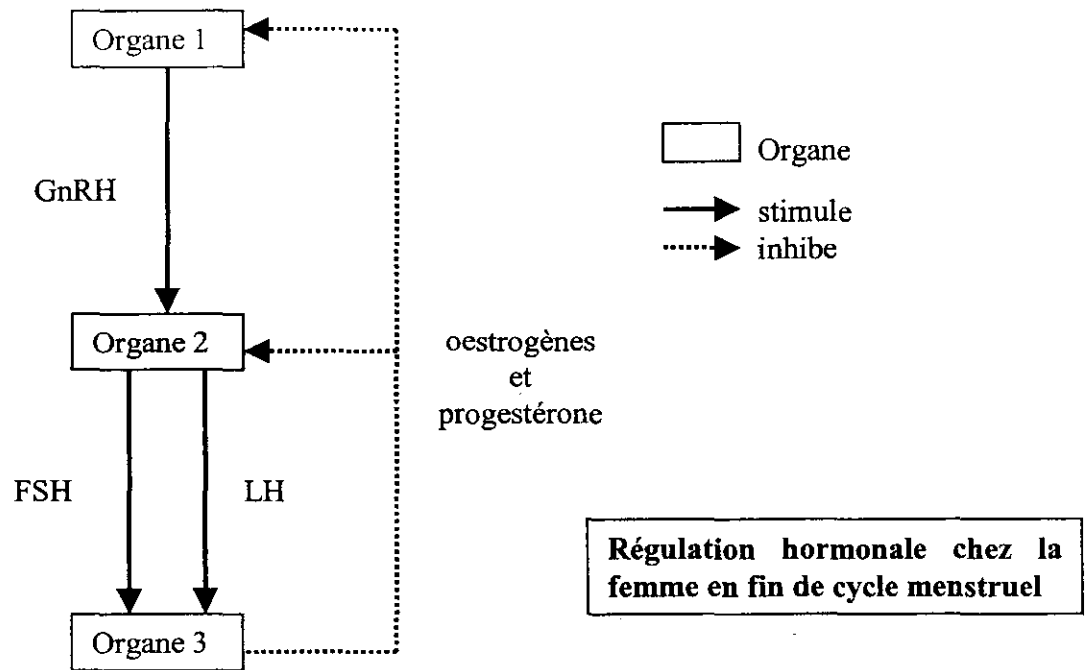 Organe 1
GnRH
Organe 2
FSH
LH
Organe 3
oestrogènes
et
progestérone
Organe
stimule
inhibe
Régulation hormonale chez la
femme en fin de cycle menstruel